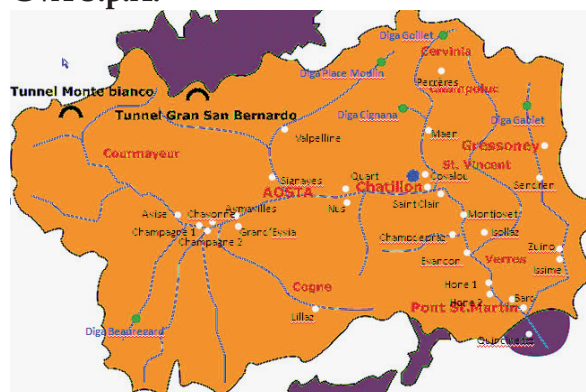 Diga Goillet
Cervinia
Diga Place Moulin
Perreres
Tunnel Monte bianco
Tunnel Gran San Bernardo
Diga Cignana
Diga Gabiet
Valpelline
Maen
Courmayeur
Gressoney
St. Vincent
Signayes
Quart
Covalou
AOSTA
Chatillon
Sendren
Saint Clair
Avise
Chavonne
Aymavilles
Nus
Montjovet
Champagne 1
Grand'Eyvia
Champdepraz
Isollaz
Champagne 2
Zuino
Evancon
Verres
Issime
Cogne
Hone 1
Hone 2
Bard
Lillaz
Pont St.Martin
Diga Beauregard